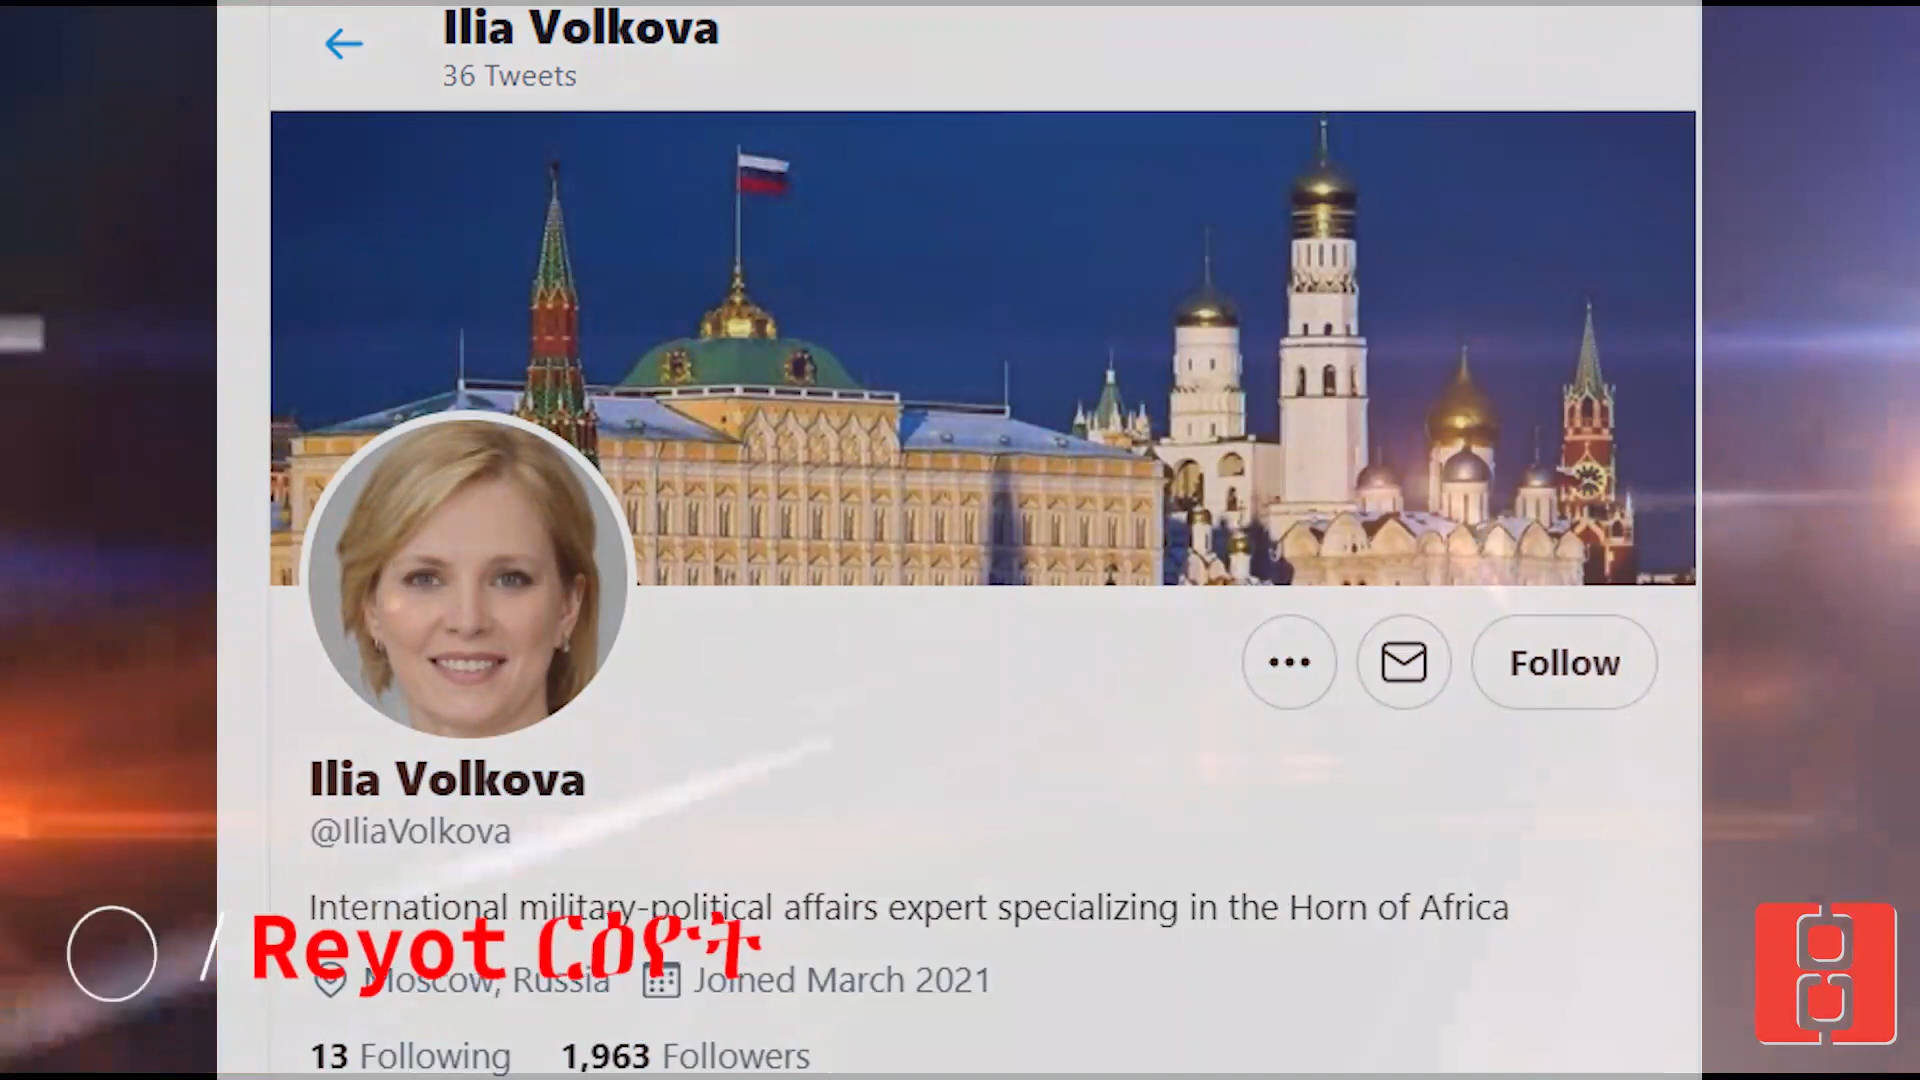 Ilia Volkova
36 Tweets
Follow
Ilia Volkova
@IliaVolkova
International military-political affairs expert specializing in the Horn of Africa
/ Reyot ርዕዮት
Moscow, Russia Joined March 2021
13 Following 1,963 Followers